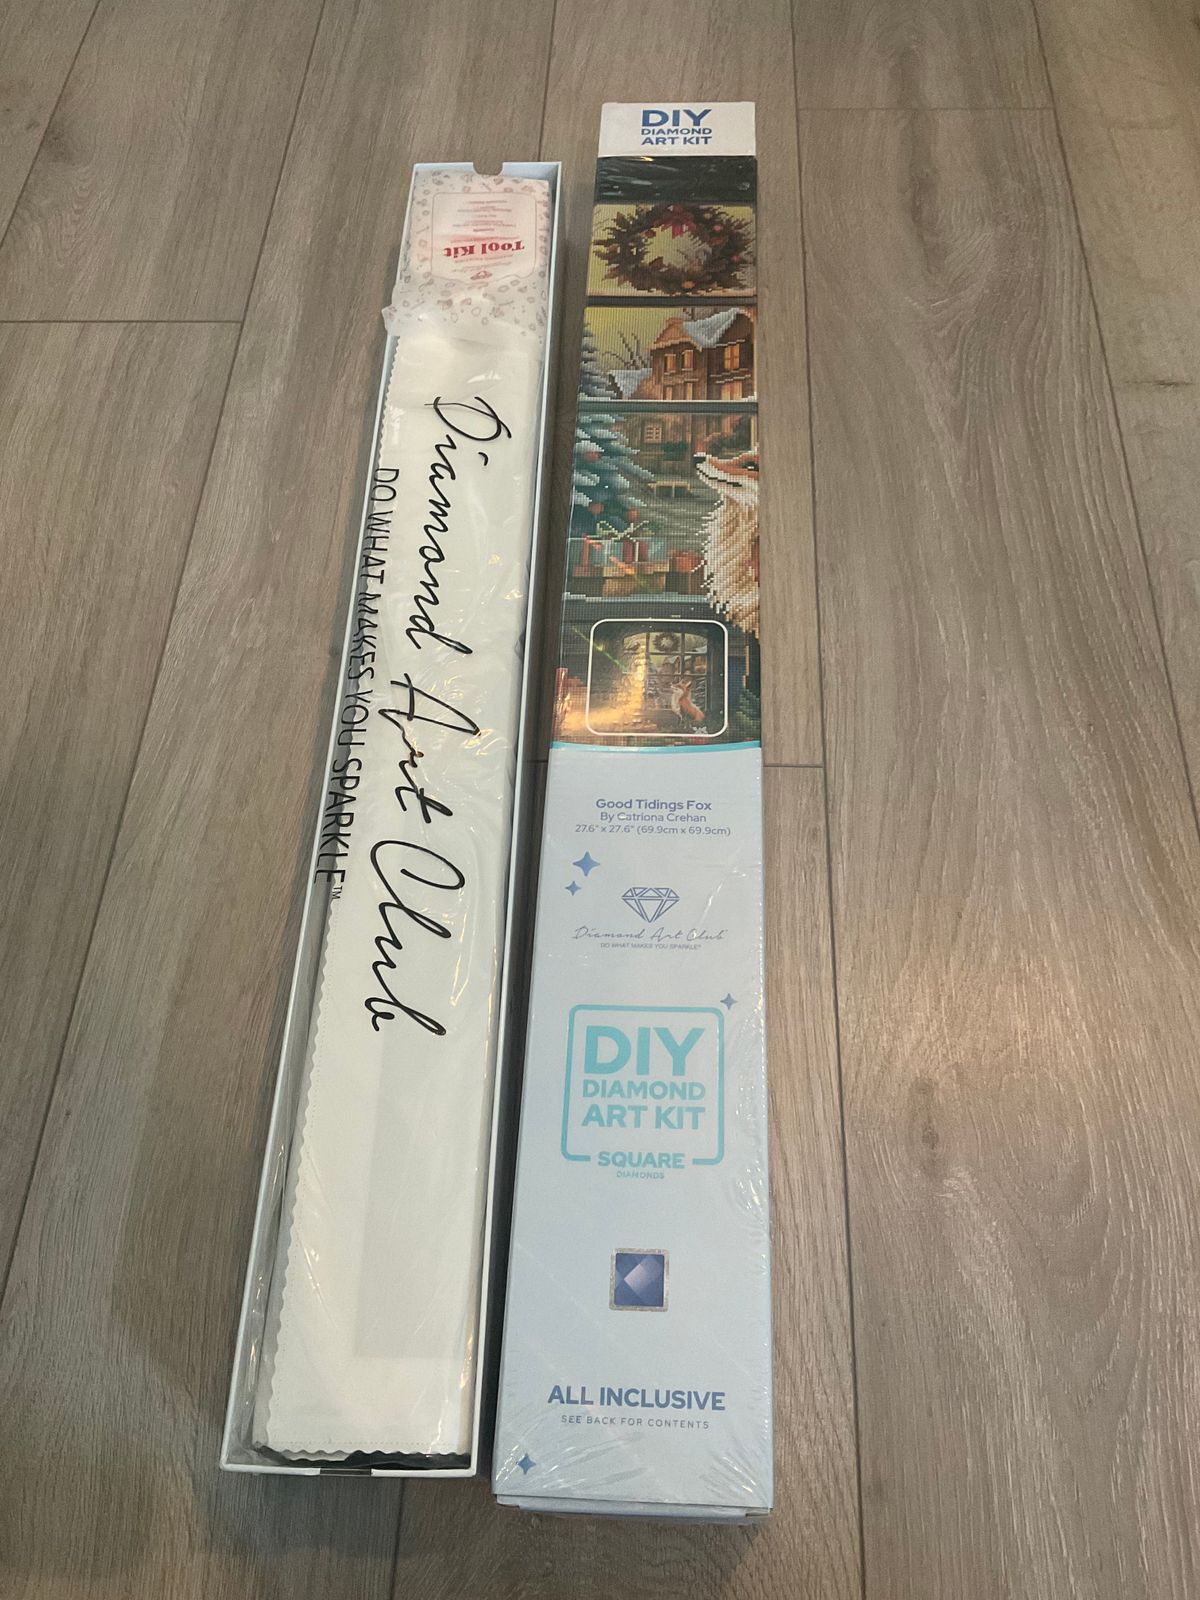 Tool Kit
Diamond Art Club
DO WHAT MAKES YOU SPARKLE™
DIY
DIAMOND
ART KIT
Good Tidings Fox
By Catriona Crehan
27.6" x 27.6" (69.9cm x 69.9cm)
Diamond Art Club
DO WHAT MAKES YOU SPARKLE
DIY
DIAMOND
ART KIT
SQUARE
DIAMONDS
ALL INCLUSIVE
SEE BACK FOR CONTENTS